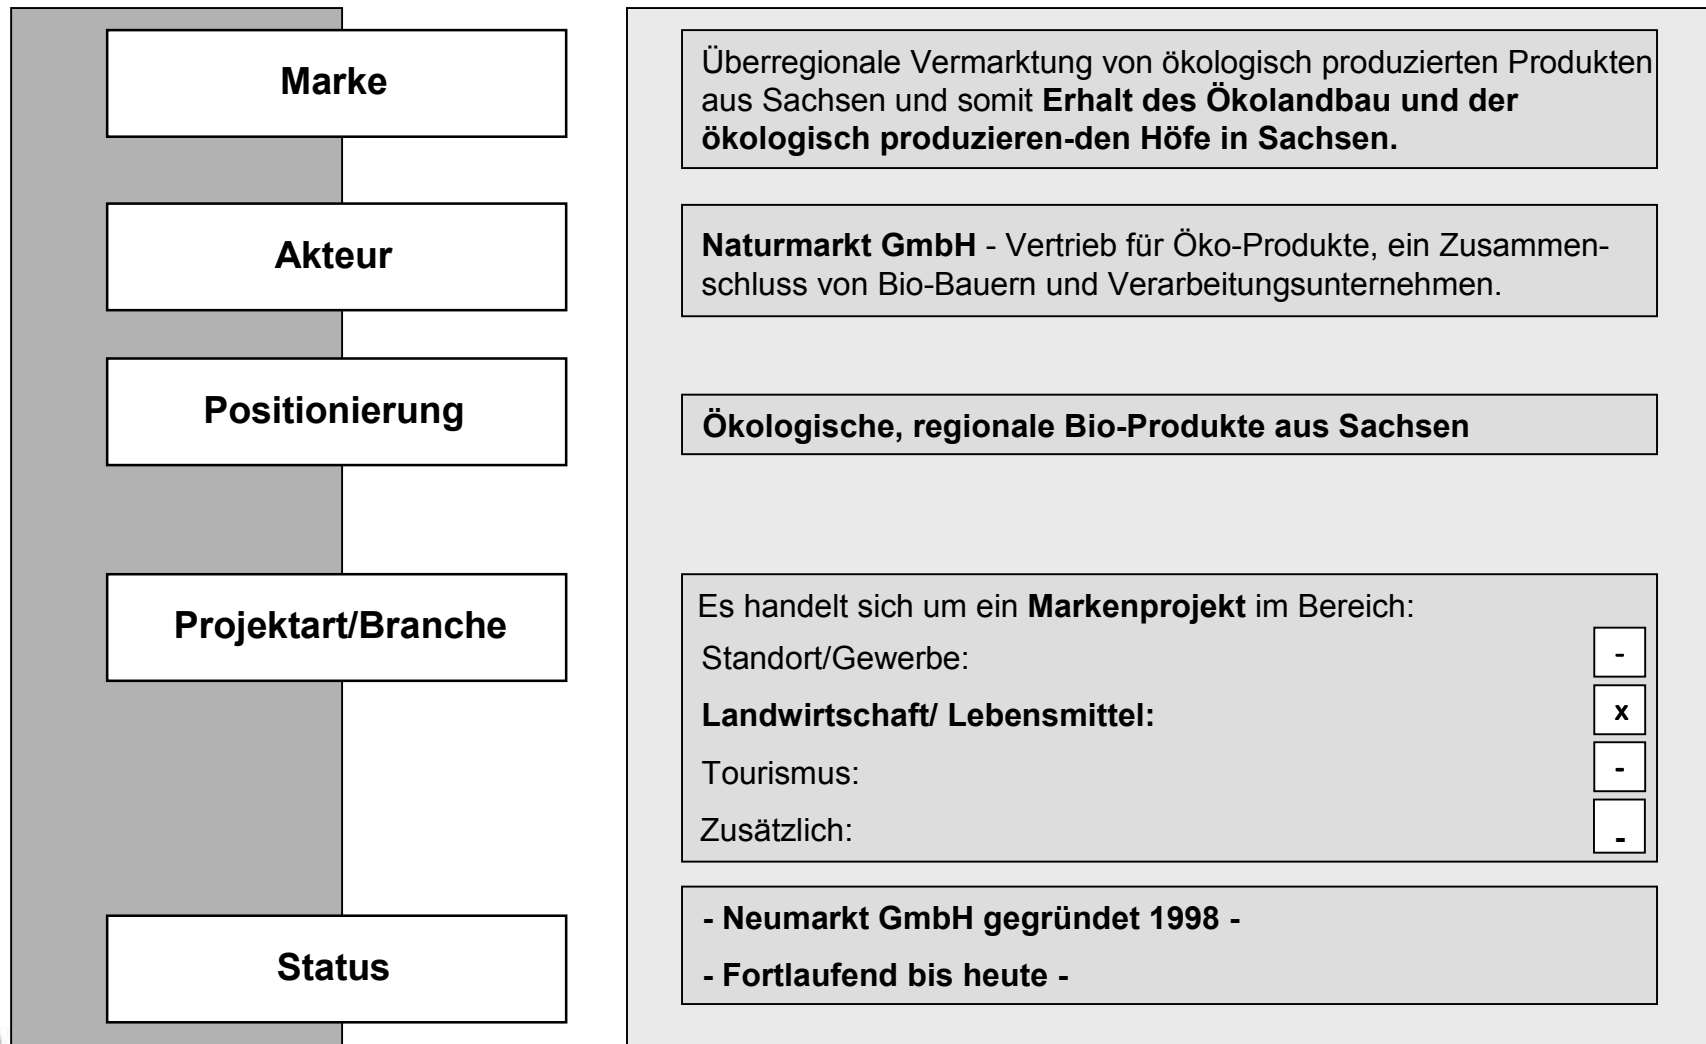 Marke
Überregionale Vermarktung von ökologisch produzierten Produkten
aus Sachsen und somit Erhalt des Ökolandbau und der
ökologisch produzieren-den Höfe in Sachsen.
Akteur
Naturmarkt GmbH - Vertrieb für Öko-Produkte, ein Zusammen-
schluss von Bio-Bauern und Verarbeitungsunternehmen.
Positionierung
Ökologische, regionale Bio-Produkte aus Sachsen
Projektart/Branche
Es handelt sich um ein Markenprojekt im Bereich:
Standort/Gewerbe: -
Landwirtschaft/ Lebensmittel: x
Tourismus: -
Zusätzlich: -
Status
- Neumarkt GmbH gegründet 1998 -
- Fortlaufend bis heute -